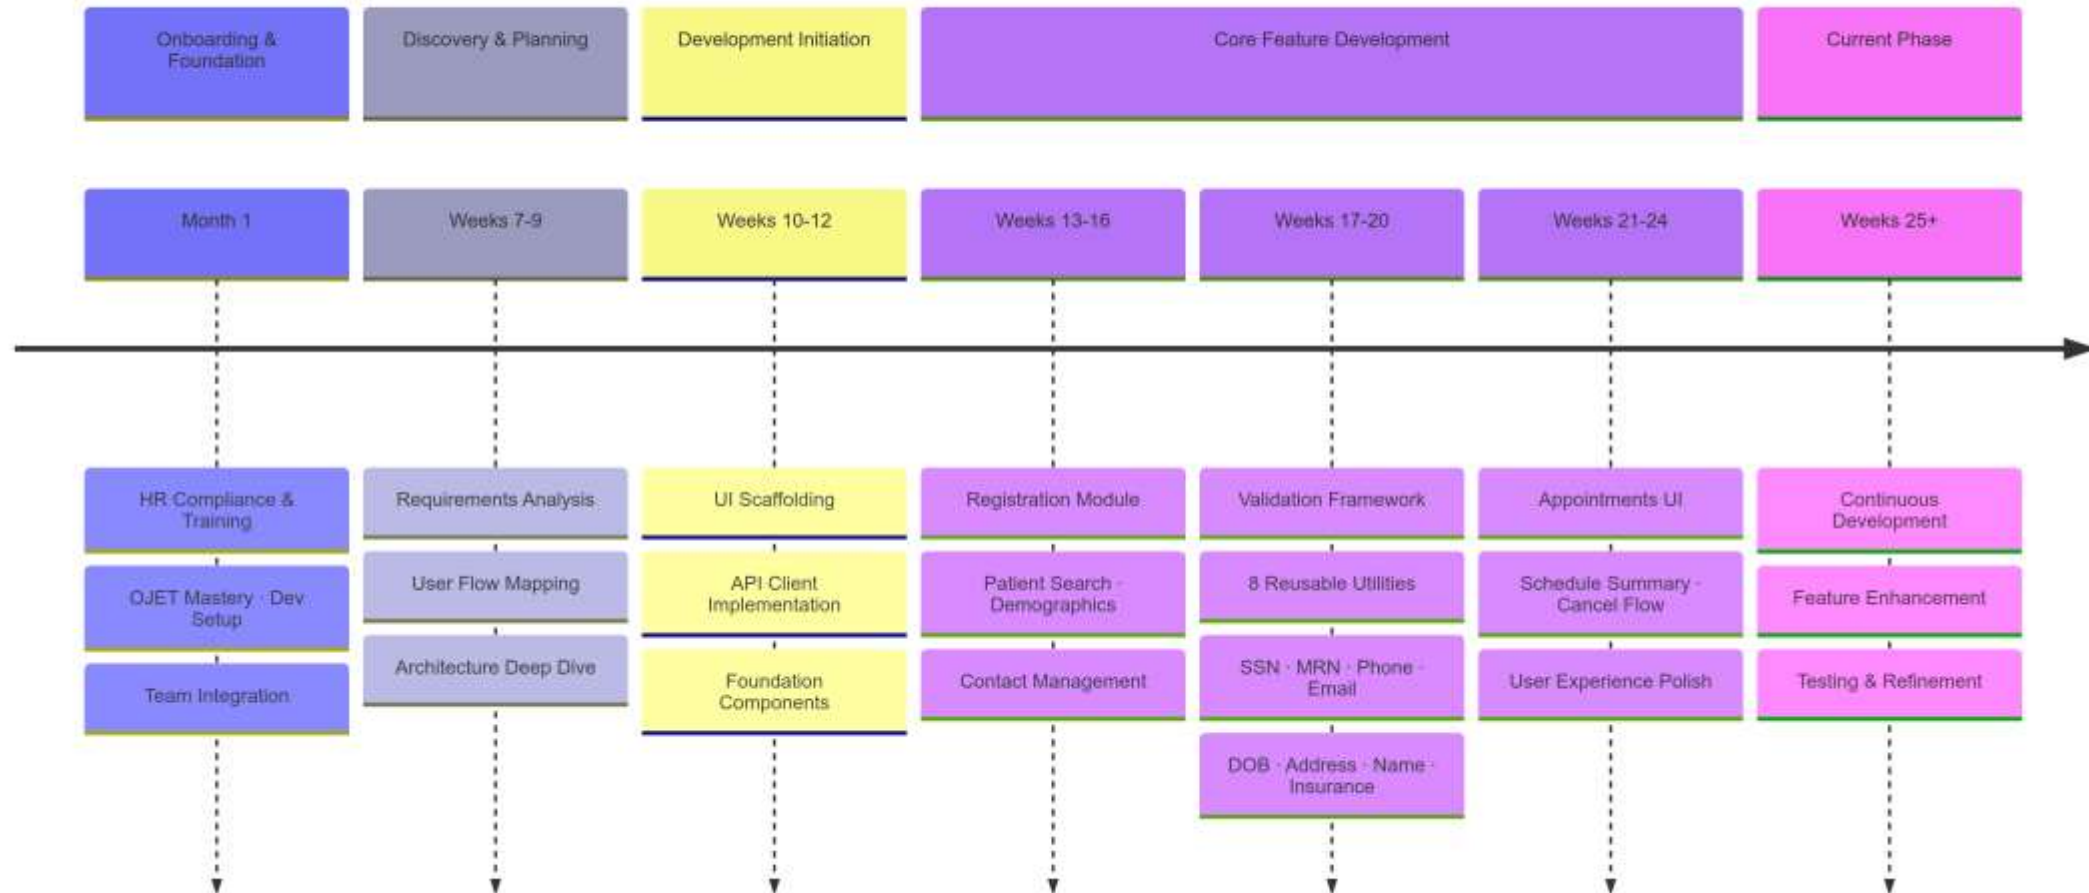 Onboarding &
Foundation
Discovery & Planning
Development Initiation
Core Feature Development
Current Phase
Month 1
Weeks 7-9
Weeks 10-12
Weeks 13-16
Weeks 17-20
Weeks 21-24
Weeks 25+
HR Compliance &
Training
OJET Mastery · Dev
Setup
Team Integration
Requirements Analysis
User Flow Mapping
Architecture Deep Dive
UI Scaffolding
API Client
Implementation
Foundation
Components
Registration Module
Patient Search ·
Demographics
Contact Management
Validation Framework
8 Reusable Utilities
SSN · MRN · Phone ·
Email
DOB · Address · Name ·
Insurance
Appointments UI
Schedule Summary ·
Cancel Flow
User Experience Polish
Continuous
Development
Feature Enhancement
Testing & Refinement